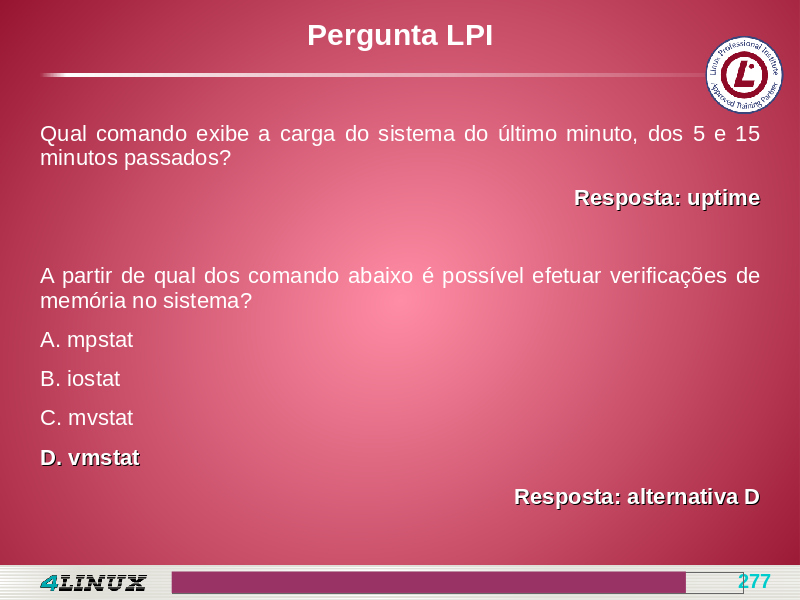 Pergunta LPI
Linux Professional Institute
Approved Training Partner
Qual comando exibe a carga do sistema do último minuto, dos 5 e 15
minutos passados?
Resposta: uptime
A partir de qual dos comando abaixo é possível efetuar verificações de
memória no sistema?
A. mpstat
B. iostat
C. mvstat
D. vmstat
Resposta: alternativa D
4LINUX
277